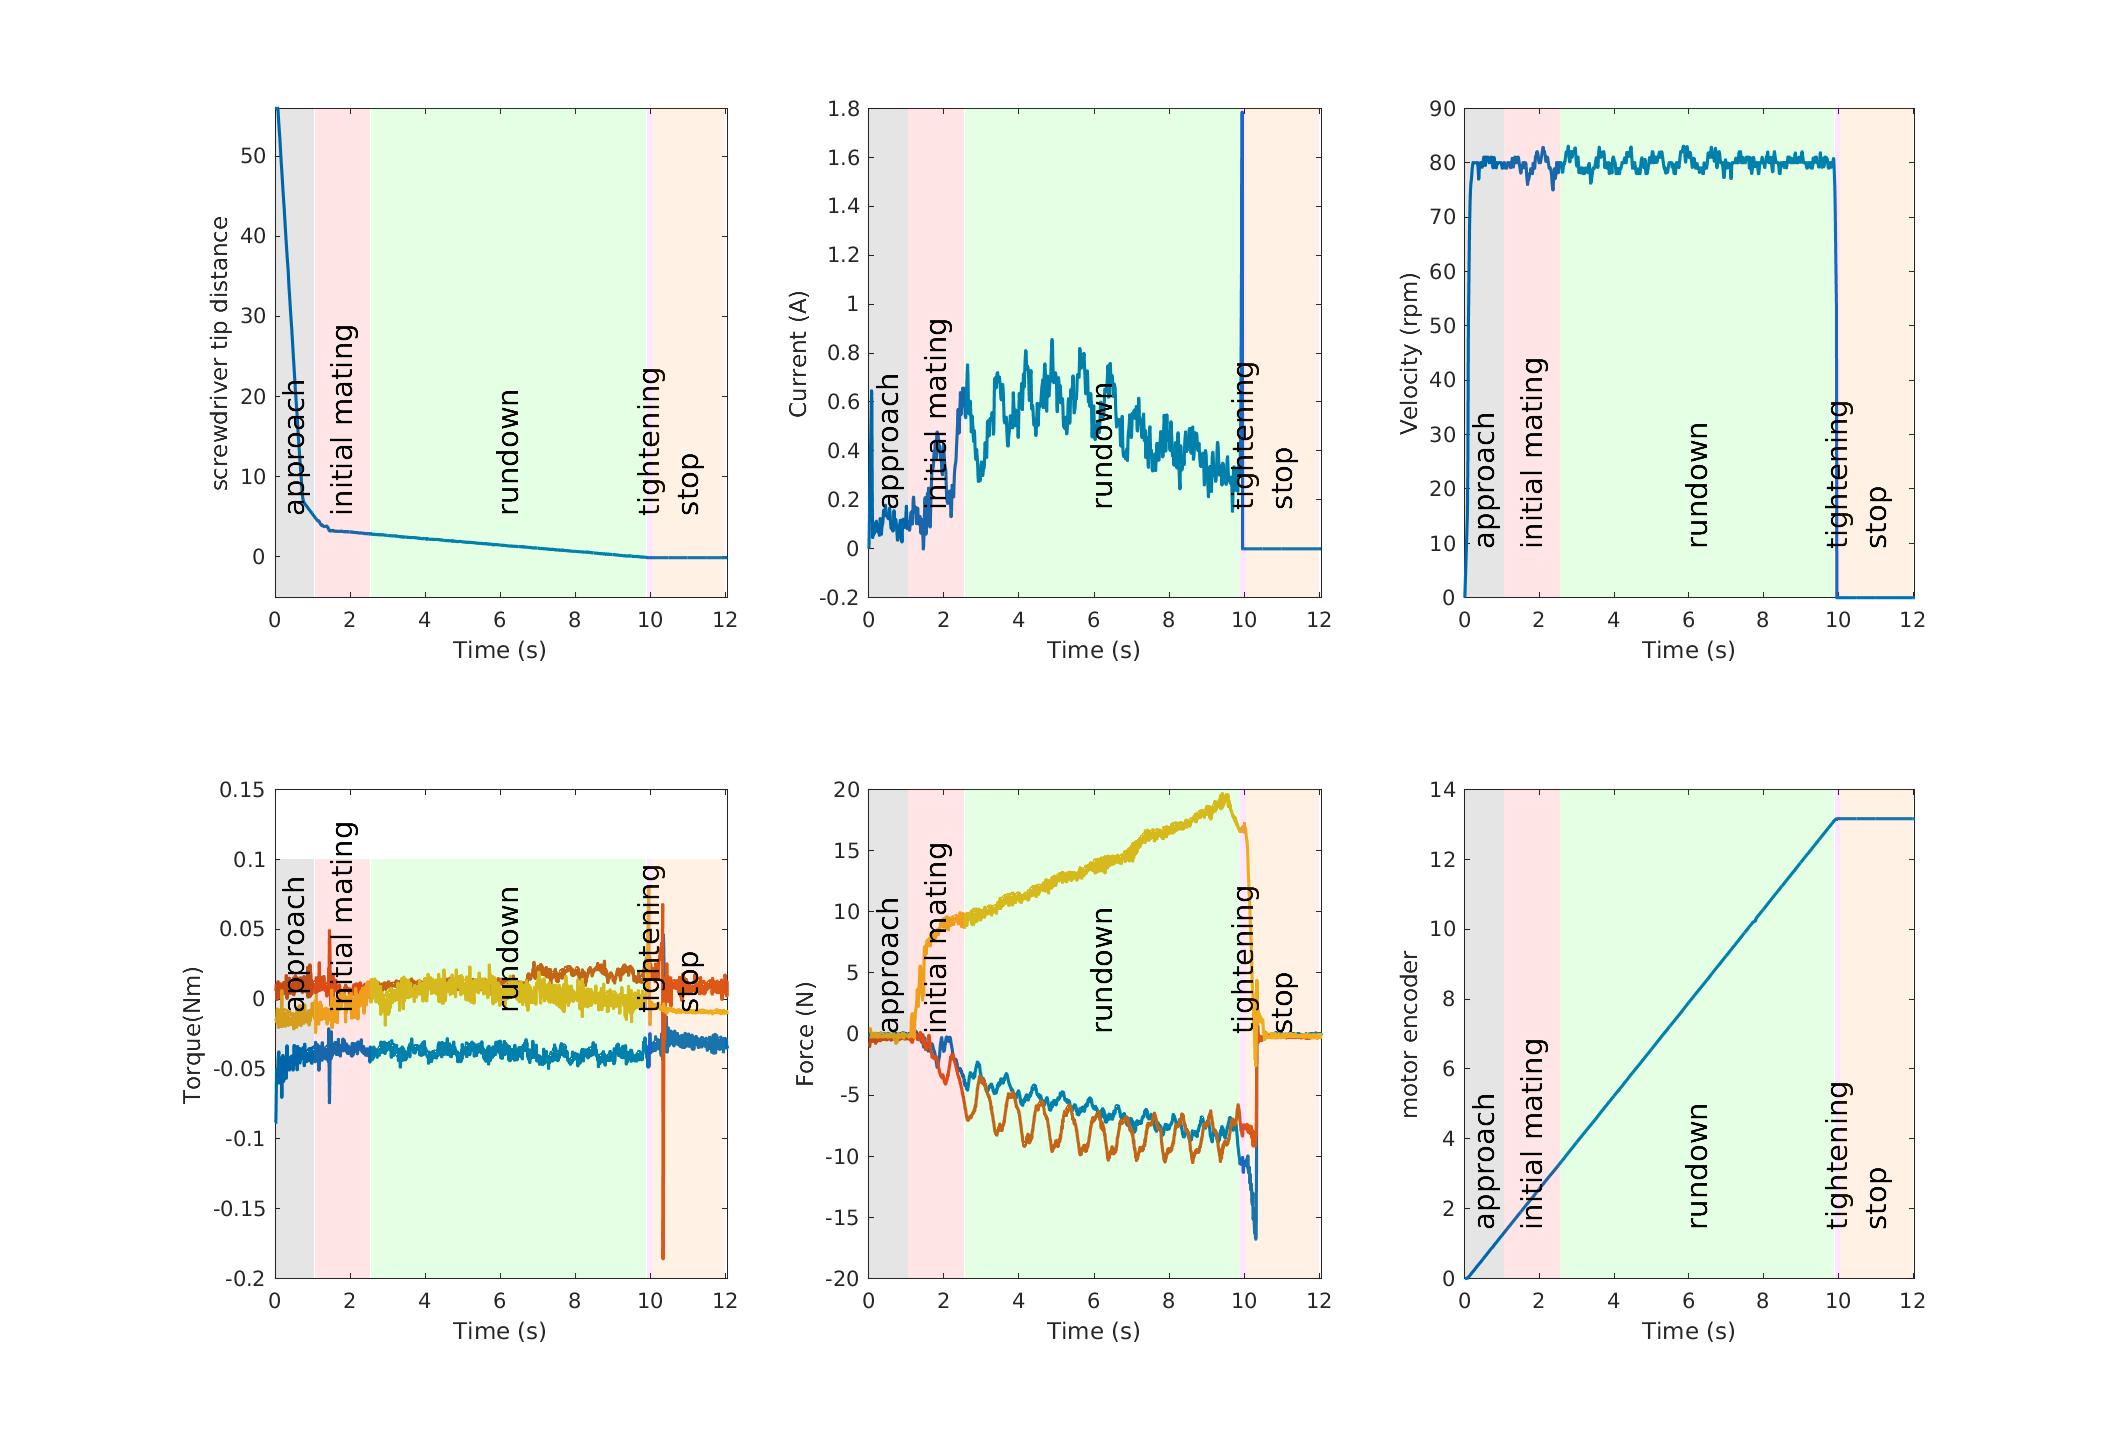 screwdriver tip distance
50
40
30
20
10
0
approach
initial mating
rundown
tightening
stop
0 2 4 6 8 10 12
Time (s)
Current (A)
1.8
1.6
1.4
1.2
1
0.8
0.6
0.4
0.2
0
-0.2
approach
initial mating
rundown
tightening
stop
0 2 4 6 8 10 12
Time (s)
Velocity (rpm)
90
80
70
60
50
40
30
20
10
0
approach
initial mating
rundown
tightening
stop
0 2 4 6 8 10 12
Time (s)
Torque(Nm)
0.15
0.1
0.05
0
-0.05
-0.1
-0.15
-0.2
approach
initial mating
rundown
tightening
stop
0 2 4 6 8 10 12
Time (s)
Force (N)
20
15
10
5
0
-5
-10
-15
-20
approach
initial mating
rundown
tightening
stop
0 2 4 6 8 10 12
Time (s)
motor encoder
14
12
10
8
6
4
2
0
approach
initial mating
rundown
tightening
stop
0 2 4 6 8 10 12
Time (s)